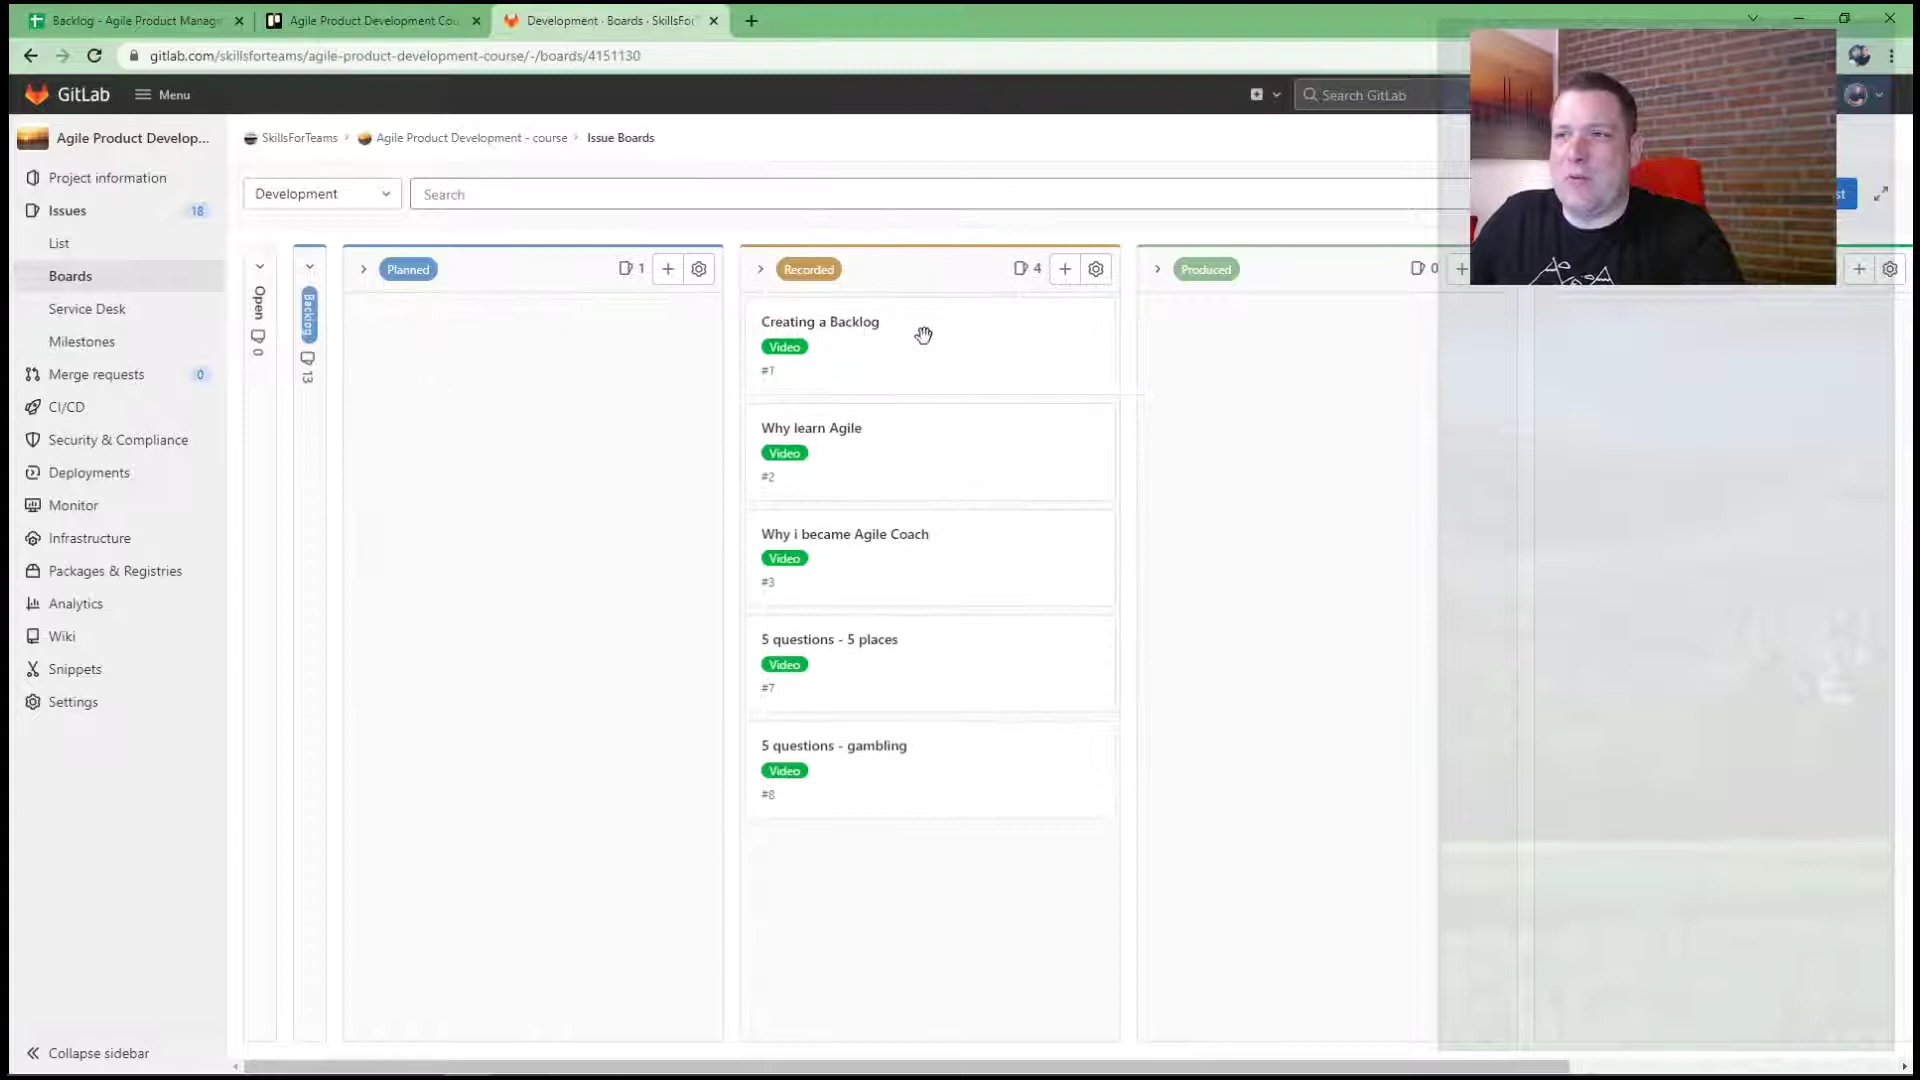 Backlog - Agile Product Manag
Agile Product Development Cou
Development · Boards · SkillsFor
gitlab.com/skillsforteams/agile-product-development-course/-/boards/4151130
GitLab
Menu
Search GitLab
Agile Product Develop...
SkillsForTeams › Agile Product Development - course › Issue Boards
Project information
Issues 18
List
Boards
Service Desk
Milestones
Merge requests 0
CI/CD
Security & Compliance
Deployments
Monitor
Infrastructure
Packages & Registries
Analytics
Wiki
Snippets
Settings
Collapse sidebar
Development
Search
st
Open 0
Backlog 13
Planned 1
Recorded 4
Creating a Backlog
Video
#1
Why learn Agile
Video
#2
Why i became Agile Coach
Video
#3
5 questions - 5 places
Video
#7
5 questions - gambling
Video
#8
Produced 0